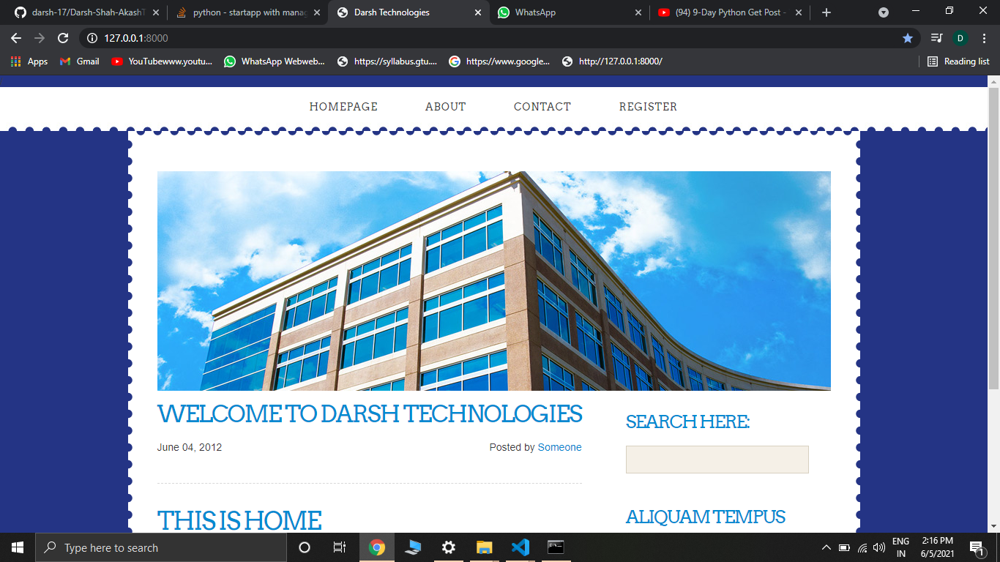 darsh-17/Darsh-Shah-AkashT
python - startapp with manag
Darsh Technologies
WhatsApp
(94) 9-Day Python Get Post -
127.0.0.1:8000
D
Apps
Gmail
YouTubewww.youtu...
WhatsApp Webweb...
https://syllabus.gtu....
https://www.google...
http://127.0.0.1:8000/
Reading list
HOMEPAGE
ABOUT
CONTACT
REGISTER
WELCOME TO DARSH TECHNOLOGIES
June 04, 2012
Posted by Someone
THIS IS HOME
SEARCH HERE:
ALIQUAM TEMPUS
Type here to search
ENG
IN
2:16 PM
6/5/2021
1